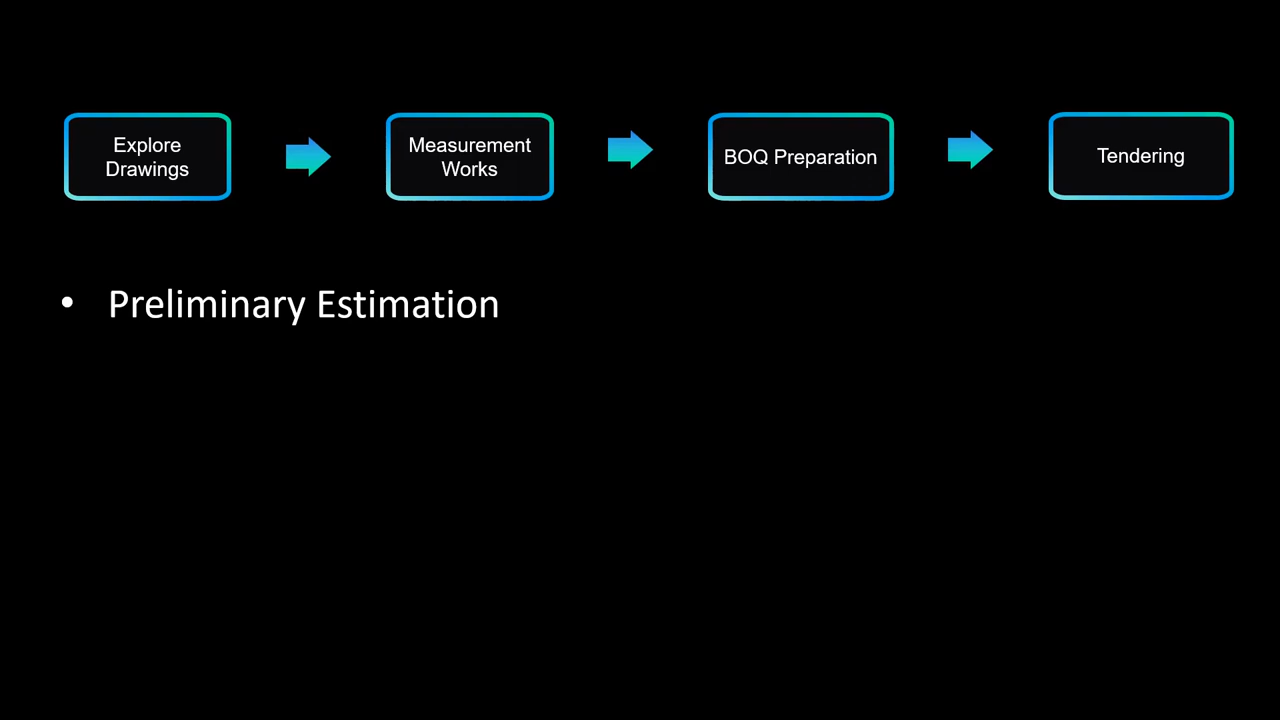 Explore
Drawings
Measurement
Works
BOQ Preparation
Tendering
• Preliminary Estimation